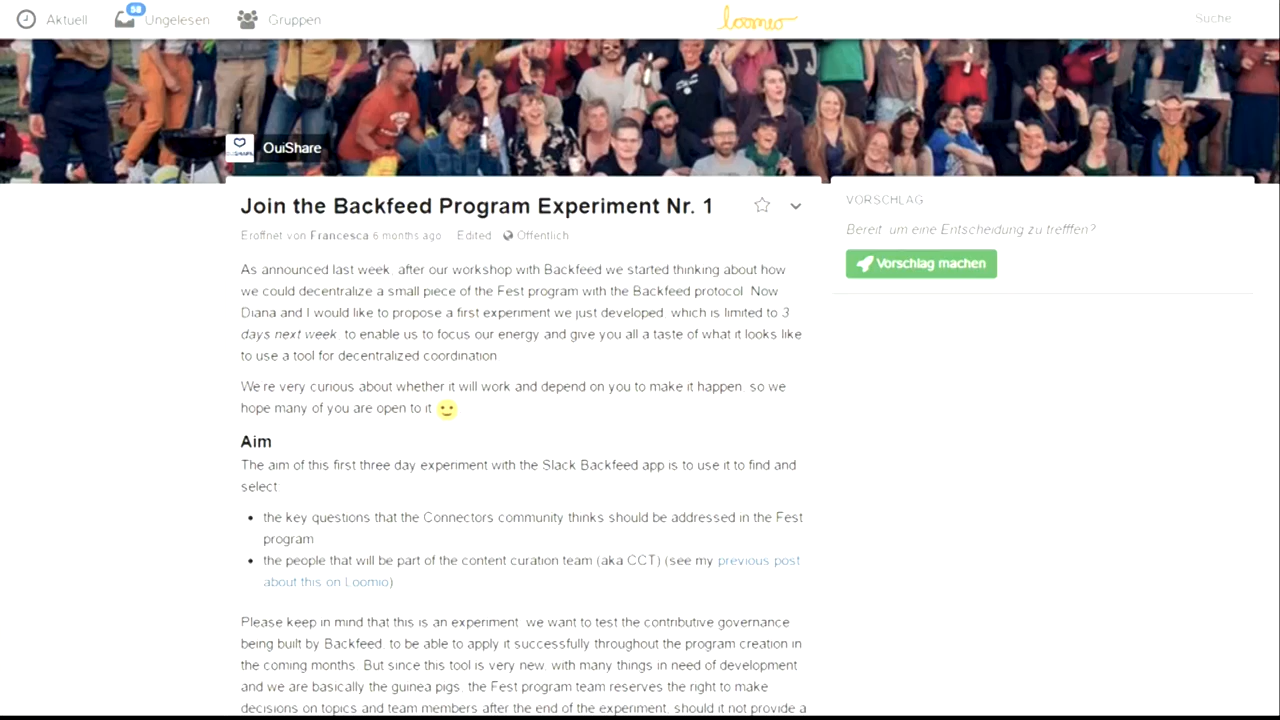 Aktuell 58 Ungelesen Gruppen loomio Suche
OuiShare
Join the Backfeed Program Experiment Nr. 1
Eröffnet von Francesca 6 months ago Edited Öffentlich
As announced last week, after our workshop with Backfeed we started thinking about how
we could decentralize a small piece of the Fest program with the Backfeed protocol. Now
Diana and I would like to propose a first experiment we just developed, which is limited to 3
days next week, to enable us to focus our energy and give you all a taste of what it looks like
to use a tool for decentralized coordination.
We're very curious about whether it will work and depend on you to make it happen, so we
hope many of you are open to it
Aim
The aim of this first three day experiment with the Slack Backfeed app is to use it to find and
select
• the key questions that the Connectors community thinks should be addressed in the Fest
program
• the people that will be part of the content curation team (aka CCT) (see my previous post
about this on Loomio)
Please keep in mind that this is an experiment: we want to test the contributive governance
being built by Backfeed, to be able to apply it successfully throughout the program creation in
the coming months. But since this tool is very new, with many things in need of development
and we are basically the guinea pigs, the Fest program team reserves the right to make
decisions on topics and team members after the end of the experiment, should it not provide a
VORSCHLAG
Bereit, um eine Entscheidung zu trefffen?
Vorschlag machen